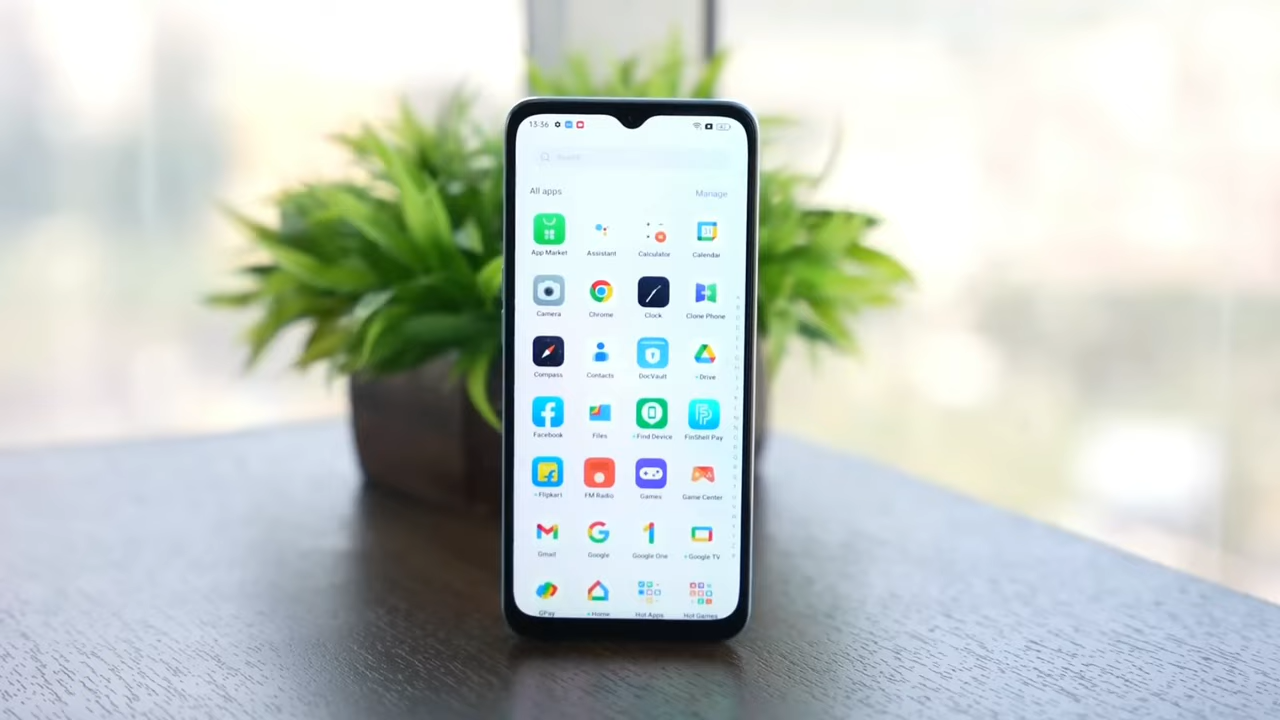 13:36
Search
All apps Manage
App Market Assistant Calculator Calendar
Camera Chrome Clock Clone Phone
Compass Contacts DocVault Drive
Facebook Files Find Device FinShell Pay
Flipkart FM Radio Games Game Center
Gmail Google Google One Google TV
GPay Home Hot Apps Hot Games